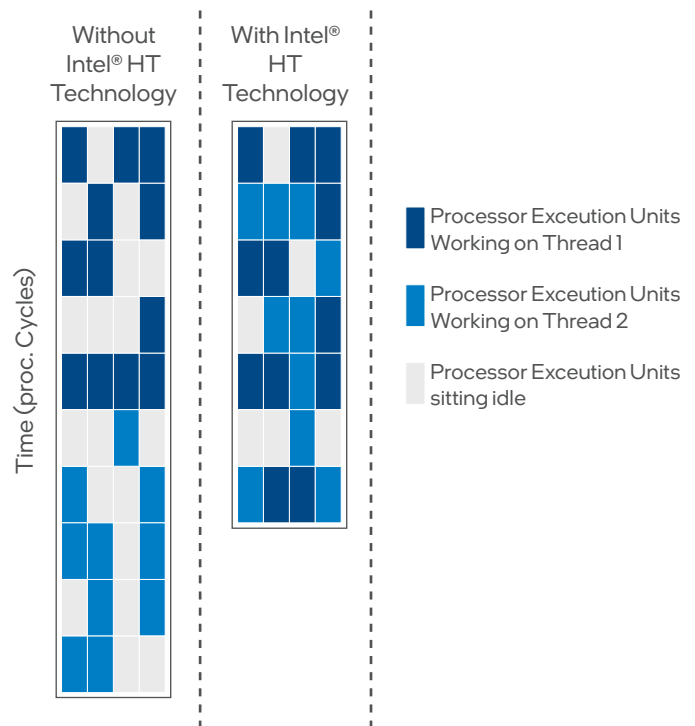 Without
Intel® HT
Technology
With Intel®
HT
Technology
Time (proc. Cycles)
Processor Exceution Units
Working on Thread 1
Processor Exceution Units
Working on Thread 2
Processor Exceution Units
sitting idle